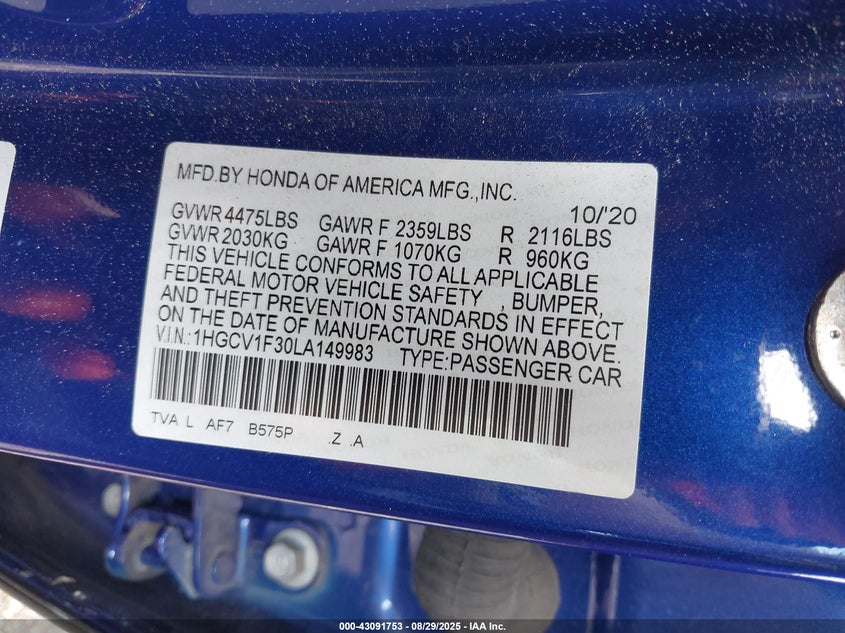 MFD.BY HONDA OF AMERICA MFG.,INC.
10/'20
GVWR 4475LBS GAWR F 2359LBS R 2116LBS
GVWR 2030KG GAWR F 1070KG R 960KG
THIS VEHICLE CONFORMS TO ALL APPLICABLE
FEDERAL MOTOR VEHICLE SAFETY , BUMPER,
AND THEFT PREVENTION STANDARDS IN EFFECT
ON THE DATE OF MANUFACTURE SHOWN ABOVE.
V.I.N.:1HGCV1F30LA149983 TYPE:PASSENGER CAR
TVA L AF7 B575P .Z .A
000-43091753 - 08/29/2025 - IAA Inc.